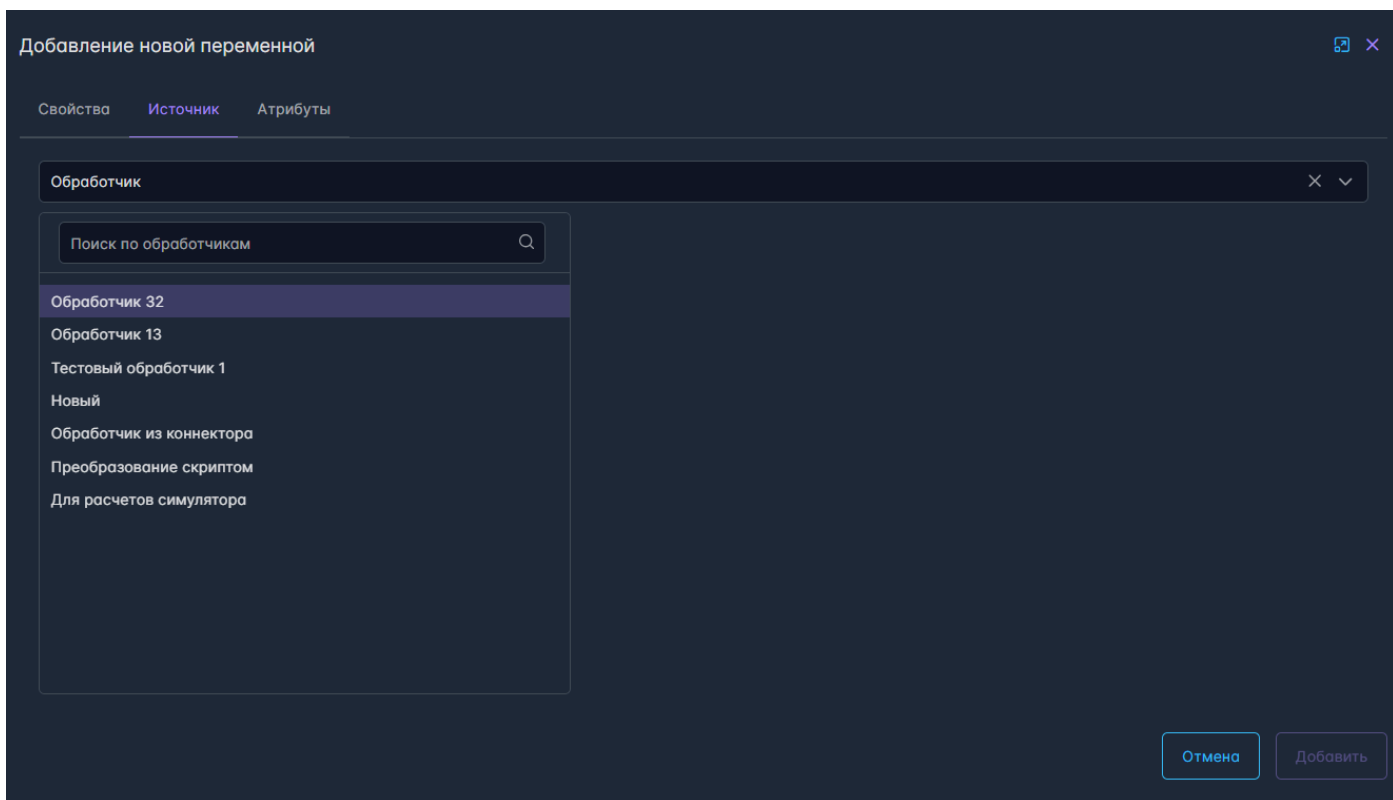 Добавление новой переменной
Свойства Источник Атрибуты
Обработчик
Поиск по обработчикам
Обработчик 32
Обработчик 13
Тестовый обработчик 1
Новый
Обработчик из коннектора
Преобразование скриптом
Для расчетов симулятора
Отмена Добавить